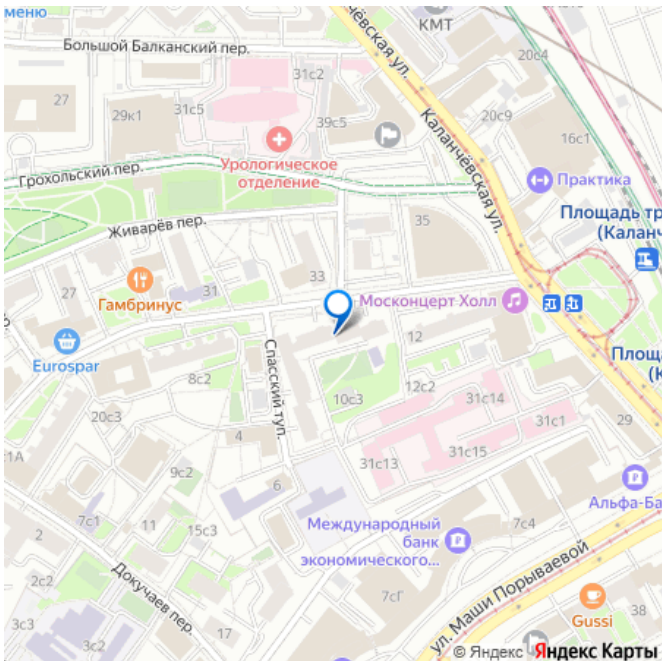 меню
КМТ
Большой Балканский пер.
чёвская ул.
31с2
20с4
27
29к1
31с5
39с5
20с9
Каланчёвская ул.
16с1
Урологическое
отделение
Грохольский пер.
Практика
Живарёв пер.
35
Площадь тр
(Каланч
27
Гамбринус
31
33
Москонцерт Холл
Eurospar
Спасский туп.
12
Площа
(К
8с2
10с3
12с2
31с14
20с3
4
29
1А
9с2
31с13
31с15
31с1
6
Альфа-Ба
7с1
11
15с3
Международный
банк
экономического...
7с4
2
Докучаев пер.
2с2
7сГ
ул. Маши Порываевой
3с3
3с2
17
Gussi
38
© Яндекс Яндекс Карты